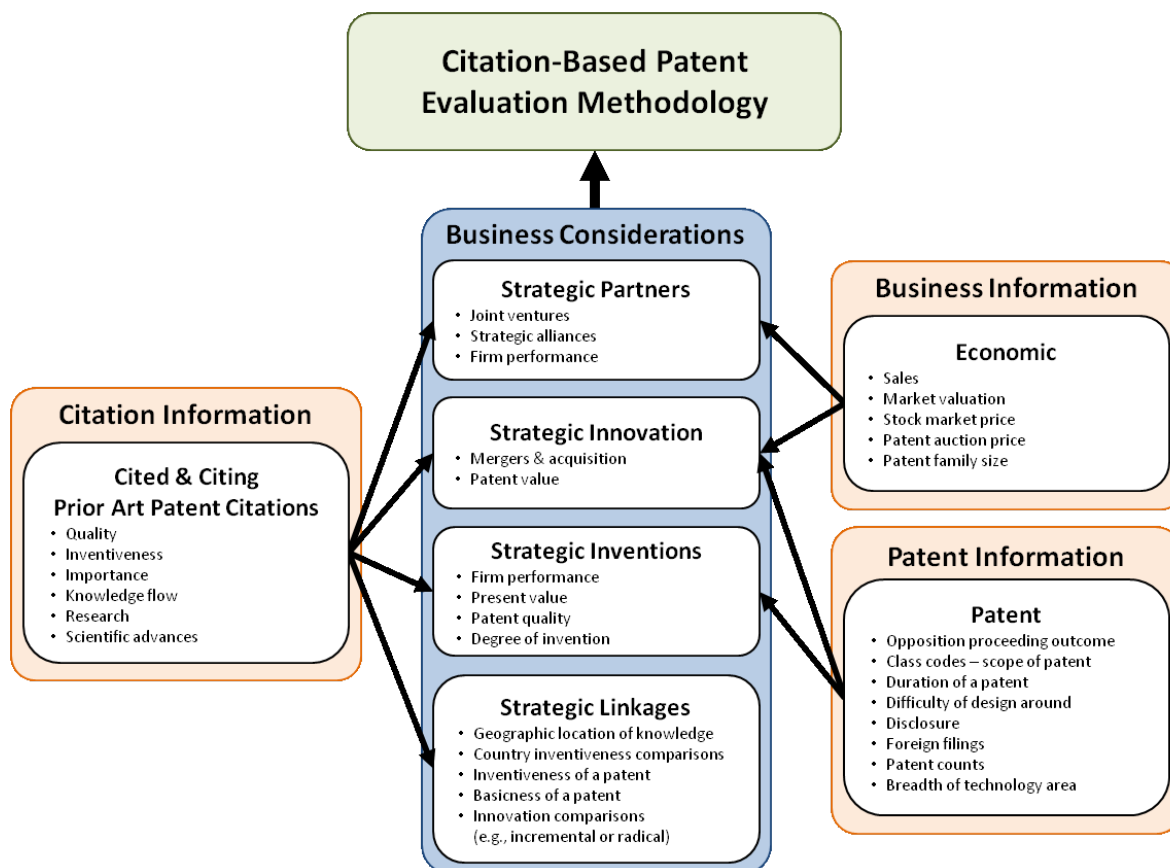 Citation-Based Patent
Evaluation Methodology
Business Considerations
Strategic Partners
• Joint ventures
• Strategic alliances
• Firm performance
Strategic Innovation
• Mergers & acquisition
• Patent value
Strategic Inventions
• Firm performance
• Present value
• Patent quality
• Degree of invention
Strategic Linkages
• Geographic location of knowledge
• Country inventiveness comparisons
• Inventiveness of a patent
• Basicness of a patent
• Innovation comparisons
(e.g., incremental or radical)
Citation Information
Cited & Citing
Prior Art Patent Citations
• Quality
• Inventiveness
• Importance
• Knowledge flow
• Research
• Scientific advances
Business Information
Economic
• Sales
• Market valuation
• Stock market price
• Patent auction price
• Patent family size
Patent Information
Patent
• Opposition proceeding outcome
• Class codes – scope of patent
• Duration of a patent
• Difficulty of design around
• Disclosure
• Foreign filings
• Patent counts
• Breadth of technology area